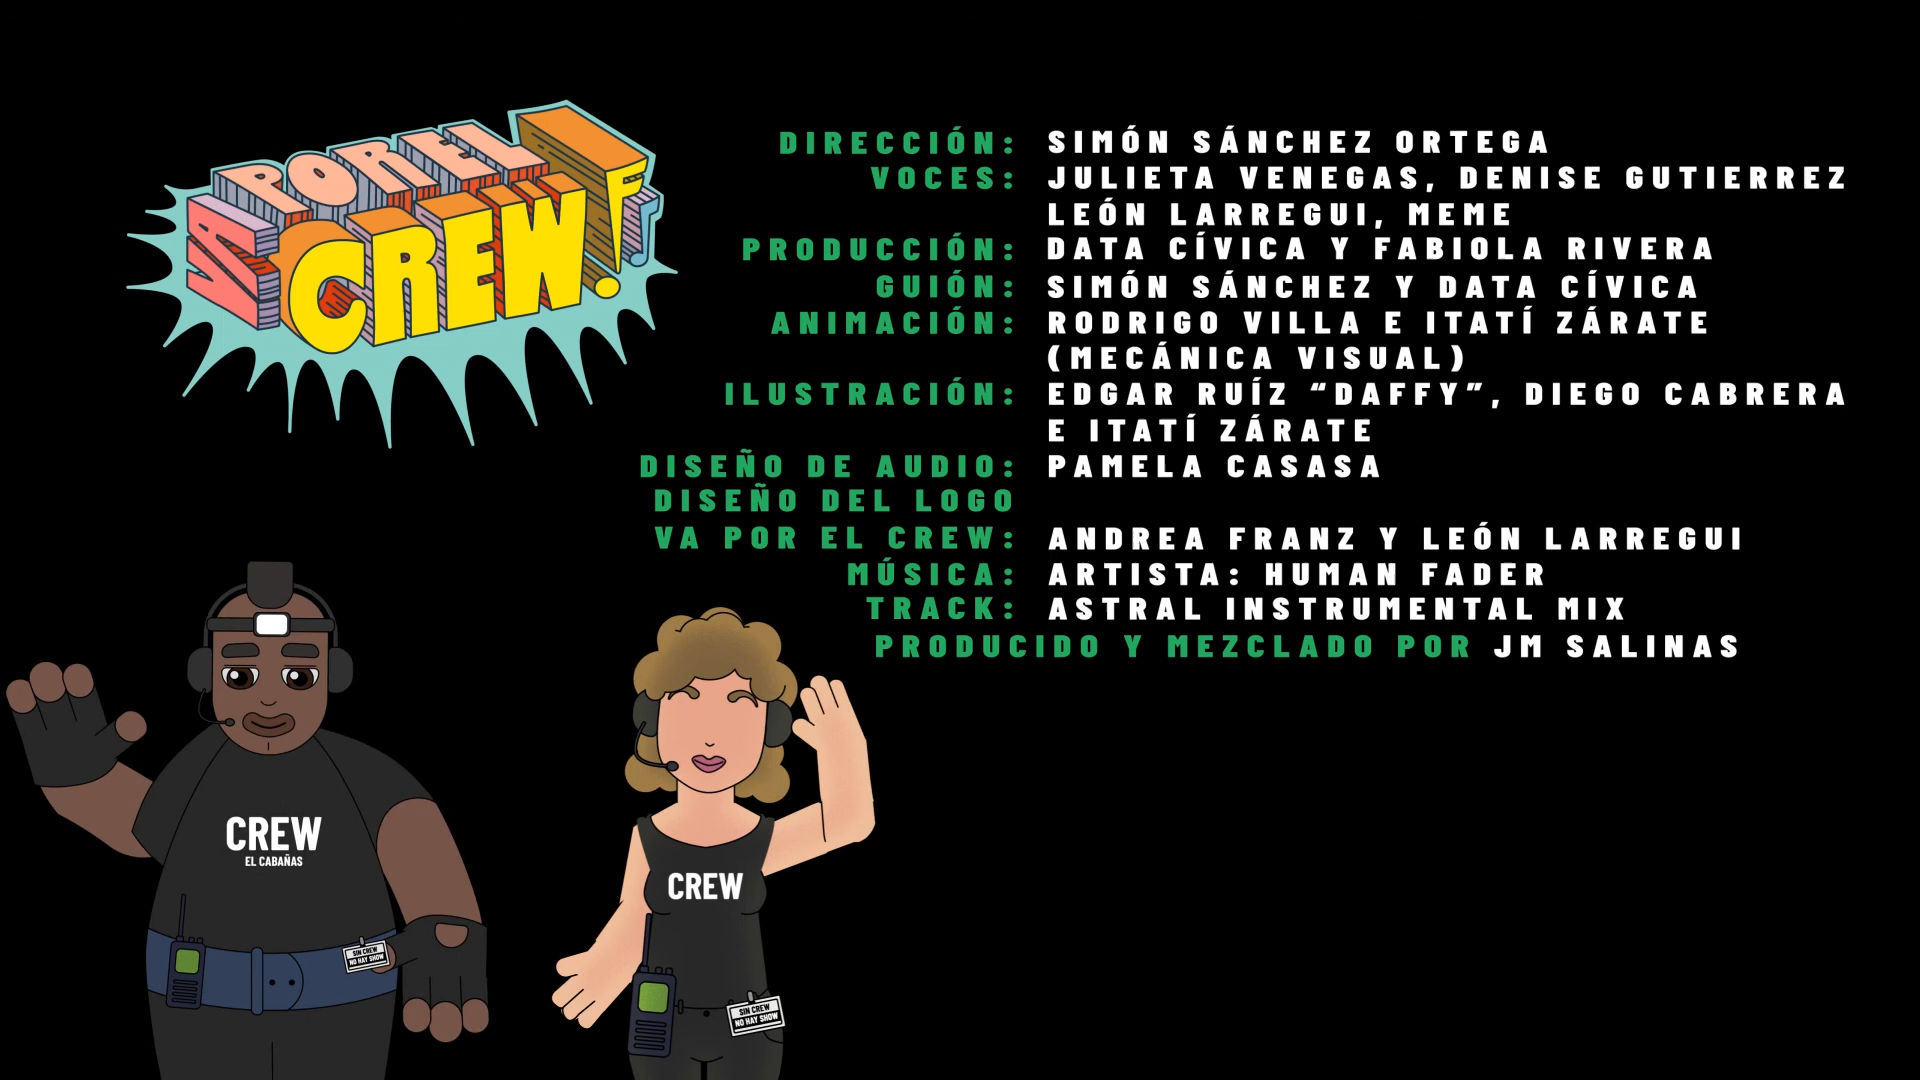 VA POR EL CREW!
DIRECCIÓN: SIMÓN SÁNCHEZ ORTEGA
VOCES: JULIETA VENEGAS, DENISE GUTIERREZ
LEÓN LARREGUI, MEME
PRODUCCIÓN: DATA CÍVICA Y FABIOLA RIVERA
GUIÓN: SIMÓN SÁNCHEZ Y DATA CÍVICA
ANIMACIÓN: RODRIGO VILLA E ITATÍ ZÁRATE
(MECÁNICA VISUAL)
ILUSTRACIÓN: EDGAR RUÍZ “DAFFY”, DIEGO CABRERA
E ITATÍ ZÁRATE
DISEÑO DE AUDIO: PAMELA CASASA
DISEÑO DEL LOGO
VA POR EL CREW: ANDREA FRANZ Y LEÓN LARREGUI
MÚSICA: ARTISTA: HUMAN FADER
TRACK: ASTRAL INSTRUMENTAL MIX
PRODUCIDO Y MEZCLADO POR JM SALINAS
CREW
EL CABAÑAS
SIN CREW
NO HAY SHOW
CREW
SIN CREW
NO HAY SHOW